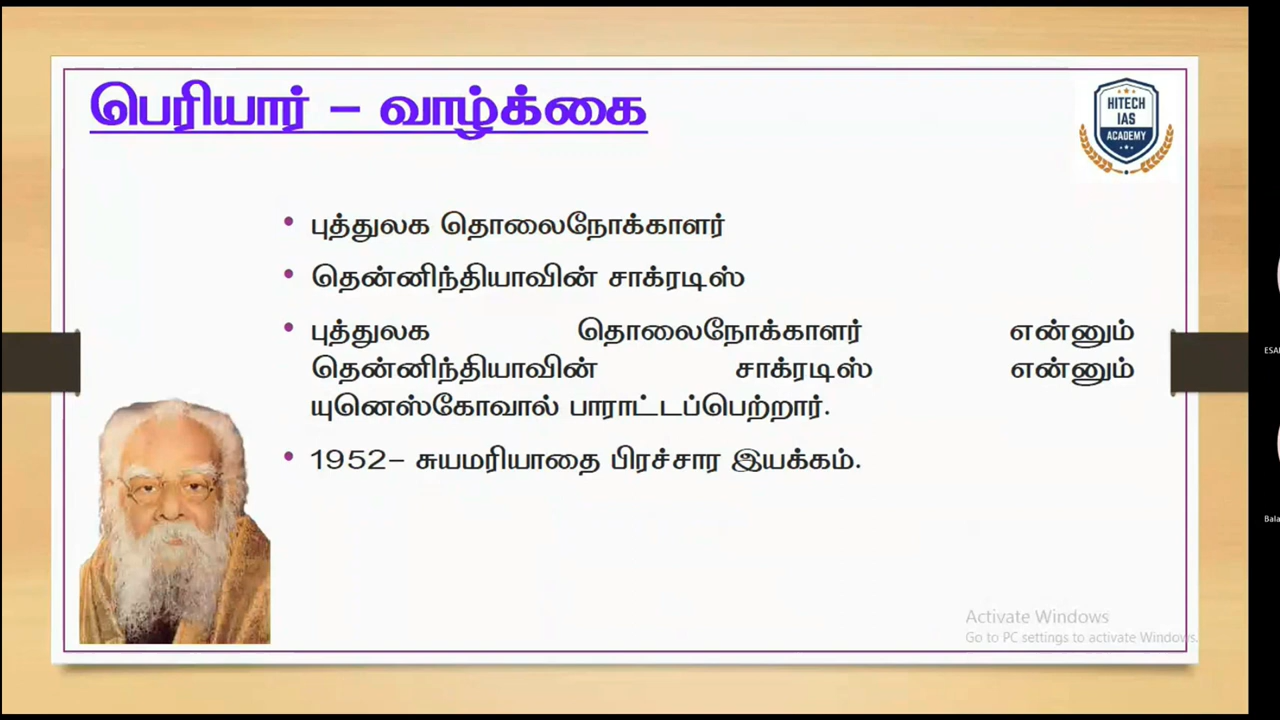 பெரியார் – வாழ்க்கை
HITECH
IAS
ACADEMY
• புத்துலக தொலைநோக்காளர்
• தென்னிந்தியாவின் சாக்ரடிஸ்
• புத்துலக தொலைநோக்காளர் என்னும்
தென்னிந்தியாவின் சாக்ரடிஸ் என்னும்
யுனெஸ்கோவால் பாராட்டப்பெற்றார்.
• 1952– சுயமரியாதை பிரச்சார இயக்கம்.
Activate Windows
Go to PC settings to activate Windows.